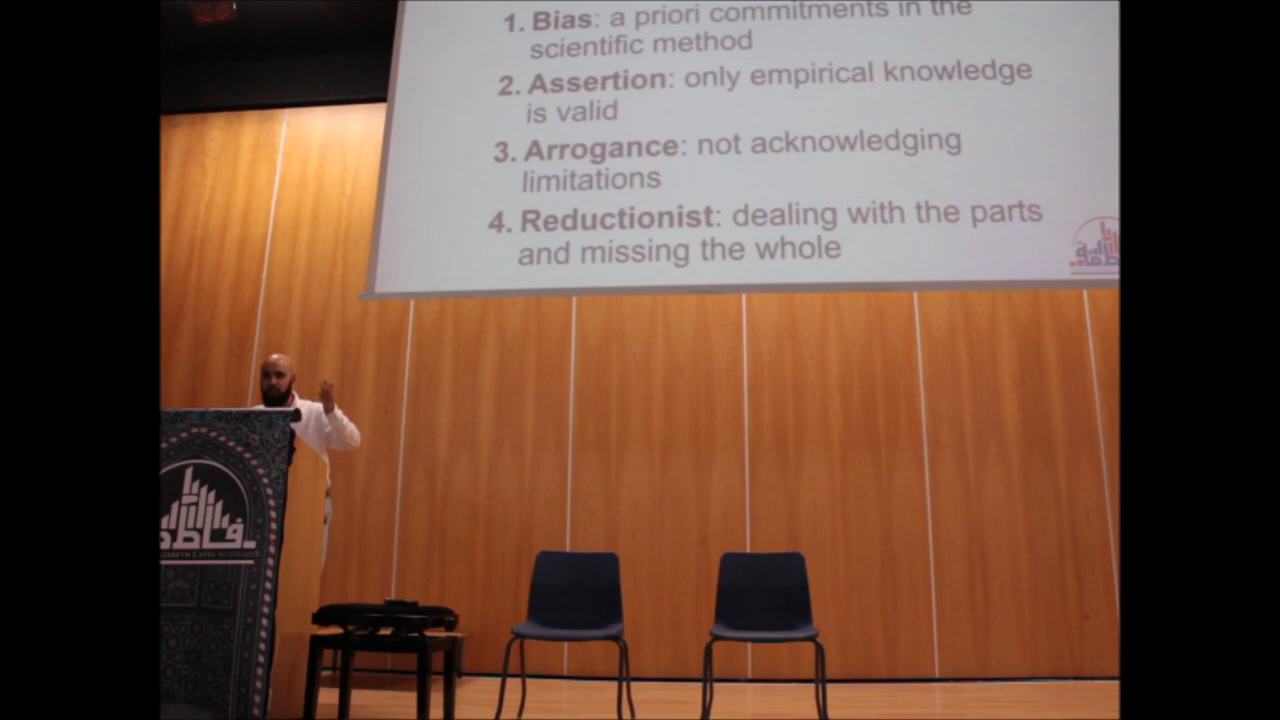 1. Bias: a priori commitments in the
scientific method
2. Assertion: only empirical knowledge
is valid
3. Arrogance: not acknowledging
limitations
4. Reductionist: dealing with the parts
and missing the whole